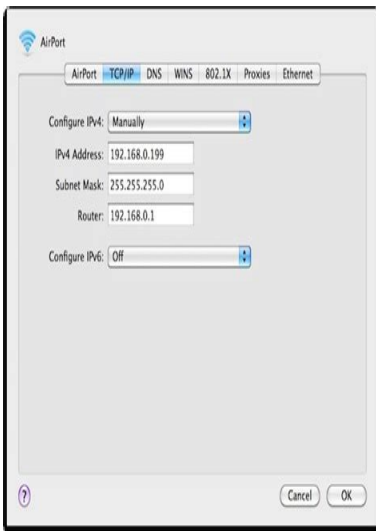 AirPort
AirPort TCP/IP DNS WINS 802.1X Proxies Ethernet
Configure IPv4: Manually
IPv4 Address: 192.168.0.199
Subnet Mask: 255.255.255.0
Router: 192.168.0.1
Configure IPv6: Off
?
Cancel OK